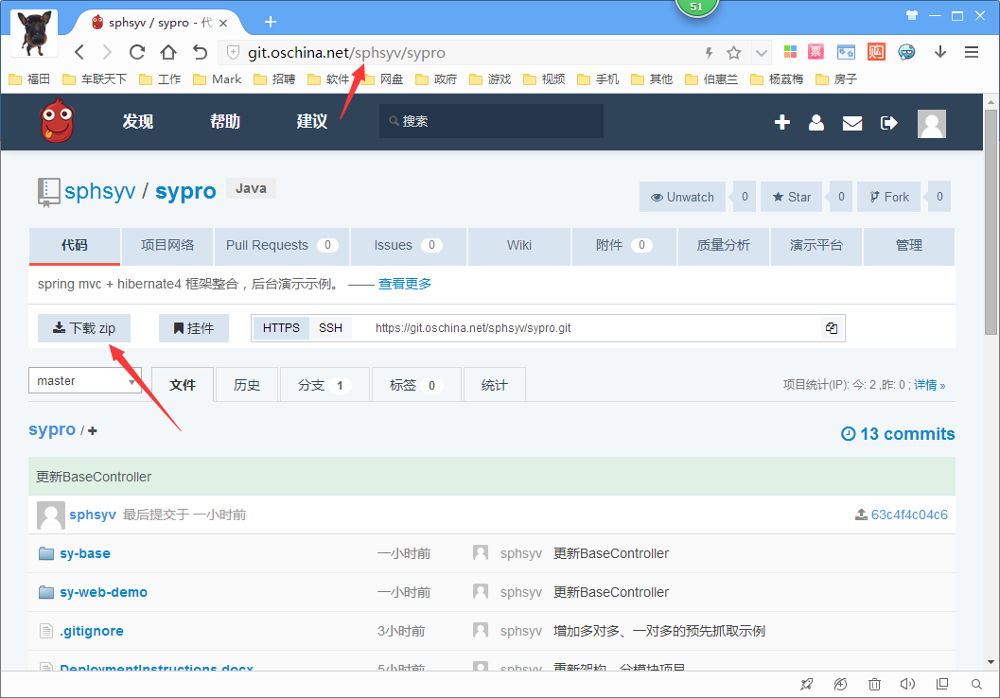 51
sphsyv / sypro - 代
git.oschina.net/sphsyv/sypro
票
购
福田 车联天下 工作 Mark 招聘 软件 网盘 政府 游戏 视频 手机 其他 伯惠兰 杨荔梅 房子
发现 帮助 建议 搜索
sphsyv / sypro Java
Unwatch 0 Star 0 Fork 0
代码 项目网络 Pull Requests 0 Issues 0 Wiki 附件 0 质量分析 演示平台 管理
spring mvc + hibernate4 框架整合，后台演示示例。 —— 查看更多
下载 zip 挂件 HTTPS SSH https://git.oschina.net/sphsyv/sypro.git
master 文件 历史 分支 1 标签 0 统计 项目统计(IP): 今: 2 ,昨: 0 ; 详情 »
sypro / +
13 commits
更新BaseController
sphsyv 最后提交于 一小时前 63c4f4c04c6
sy-base 一小时前 sphsyv 更新BaseController
sy-web-demo 一小时前 sphsyv 更新BaseController
.gitignore 3小时前 sphsyv 增加多对多、一对多的预先抓取示例
DeploymentInstructions.docx 5小时前 sphsyv 更新架构，分模块项目